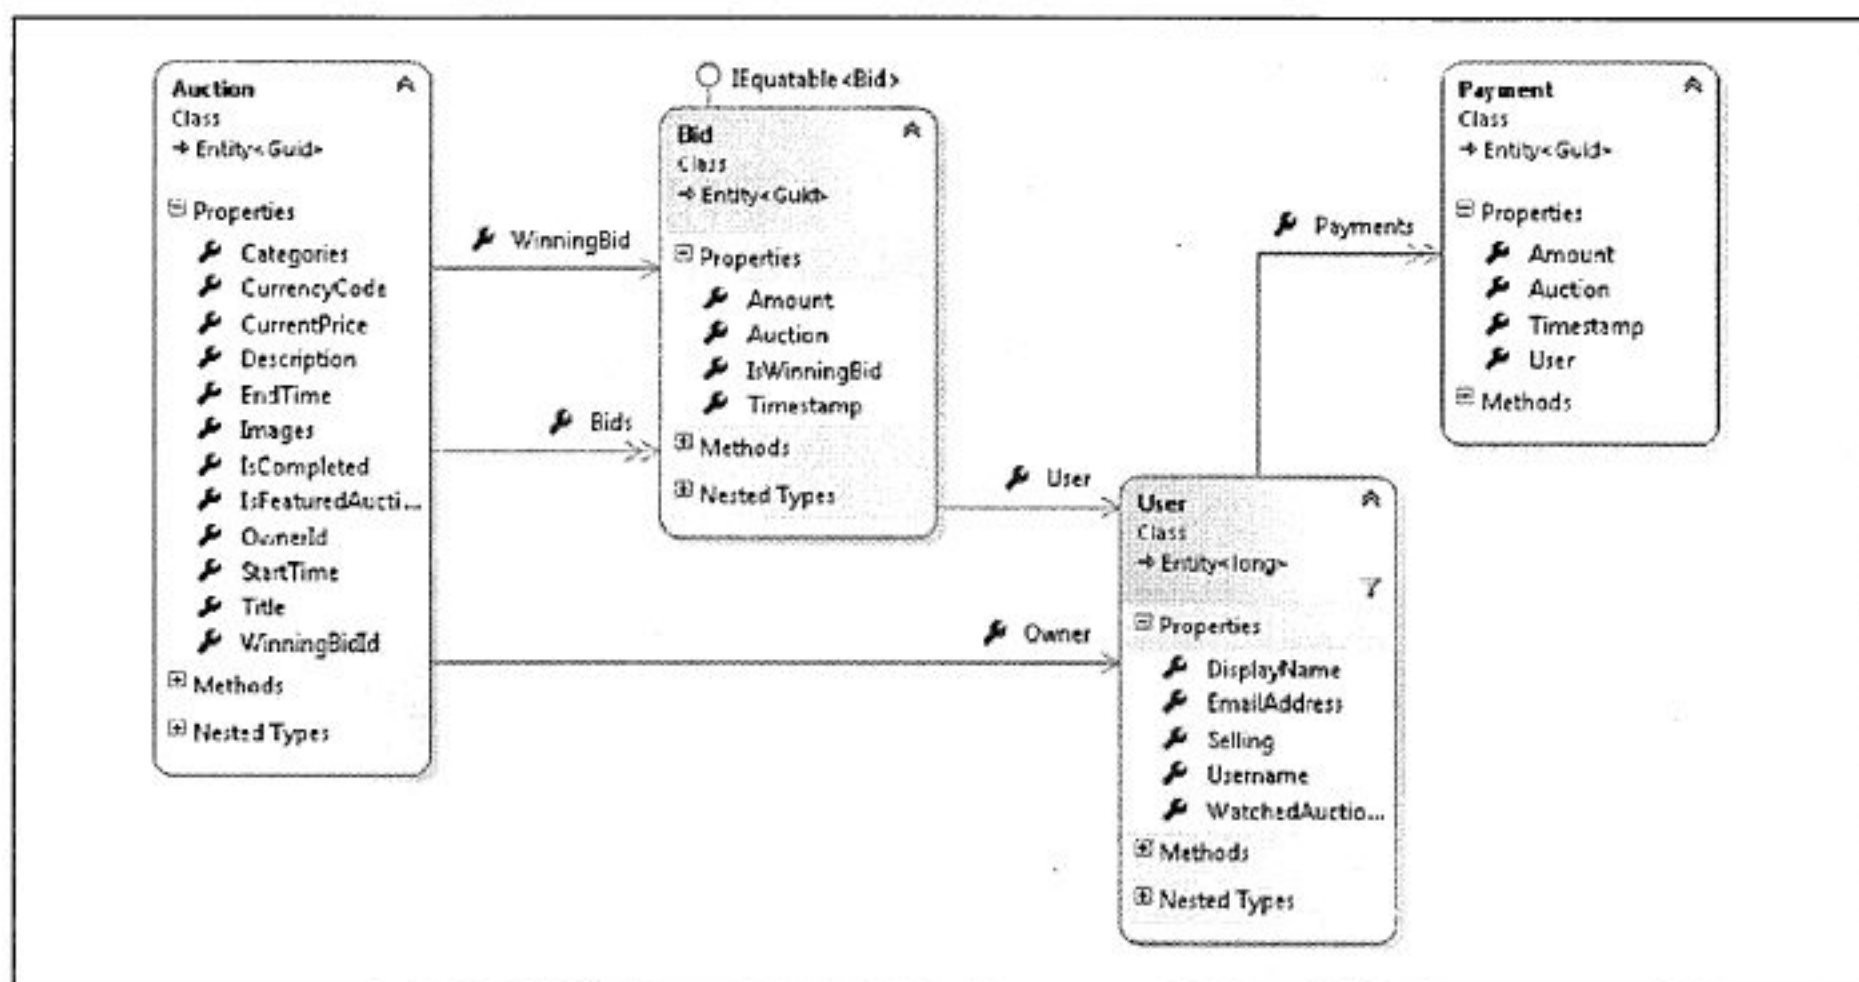 Auction
Class
Entity<Guid>
Properties
Categories
CurrencyCode
CurrentPrice
Description
EndTime
Images
IsCompleted
IsFeaturedAucti...
OwnerId
StartTime
Title
WinningBidId
Methods
Nested Types
WinningBid
Bids
IEquatable<Bid>
Bid
Class
Entity<Guid>
Properties
Amount
Auction
IsWinningBid
Timestamp
Methods
Nested Types
User
Owner
User
Class
Entity<long>
Properties
DisplayName
EmailAddress
Selling
Username
WatchedAuctio...
Methods
Nested Types
Payments
Payment
Class
Entity<Guid>
Properties
Amount
Auction
Timestamp
User
Methods